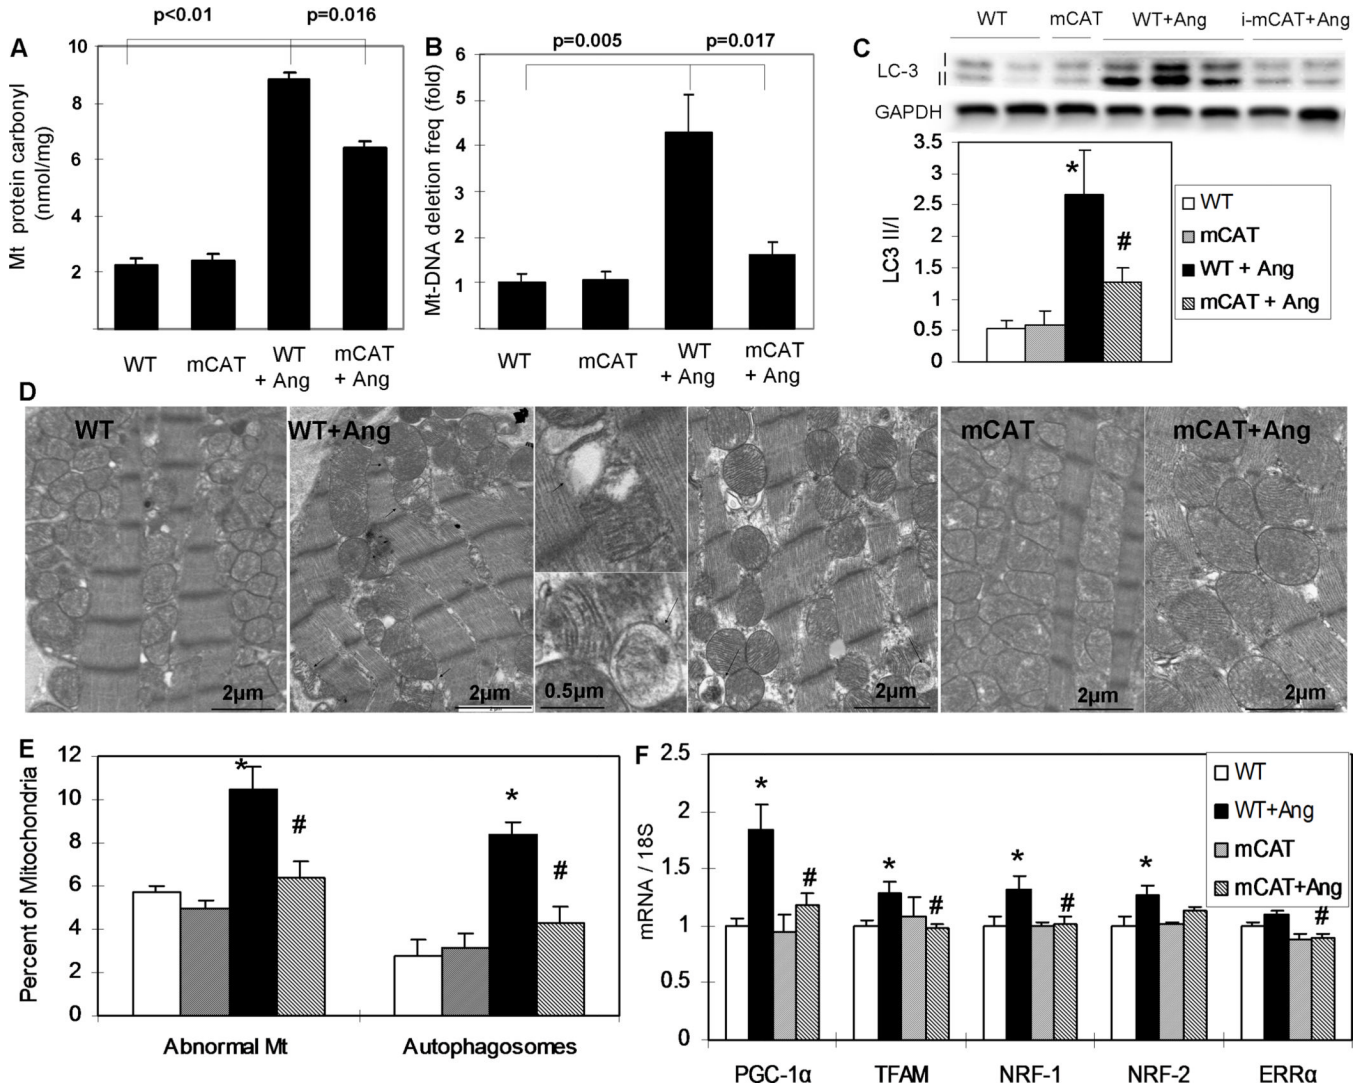 A
p<0.01
p=0.016
Mt protein carbonyl
(nmol/mg)
10
8
6
4
2
WT
mCAT
WT
+ Ang
mCAT
+ Ang
B
p=0.005
p=0.017
Mt-DNA deletion freq (fold)
6
5
4
3
2
1
WT
mCAT
WT
+ Ang
mCAT
+ Ang
C
WT
mCAT
WT+Ang
i-mCAT+Ang
LC-3
I
II
GAPDH
LC3 II/I
3.5
3
2.5
2
1.5
1
0.5
0
*
#
WT
mCAT
WT + Ang
mCAT + Ang
D
WT
2µm
WT+Ang
2µm
0.5µm
2µm
mCAT
2µm
mCAT+Ang
2µm
E
Percent of Mitochondria
12
10
8
6
4
2
0
*
#
*
#
Abnormal Mt
Autophagosomes
F
mRNA / 18S
2.5
2
1.5
1
0.5
0
*
#
*
#
*
#
*
#
WT
WT+Ang
mCAT
mCAT+Ang
PGC-1α
TFAM
NRF-1
NRF-2
ERRα